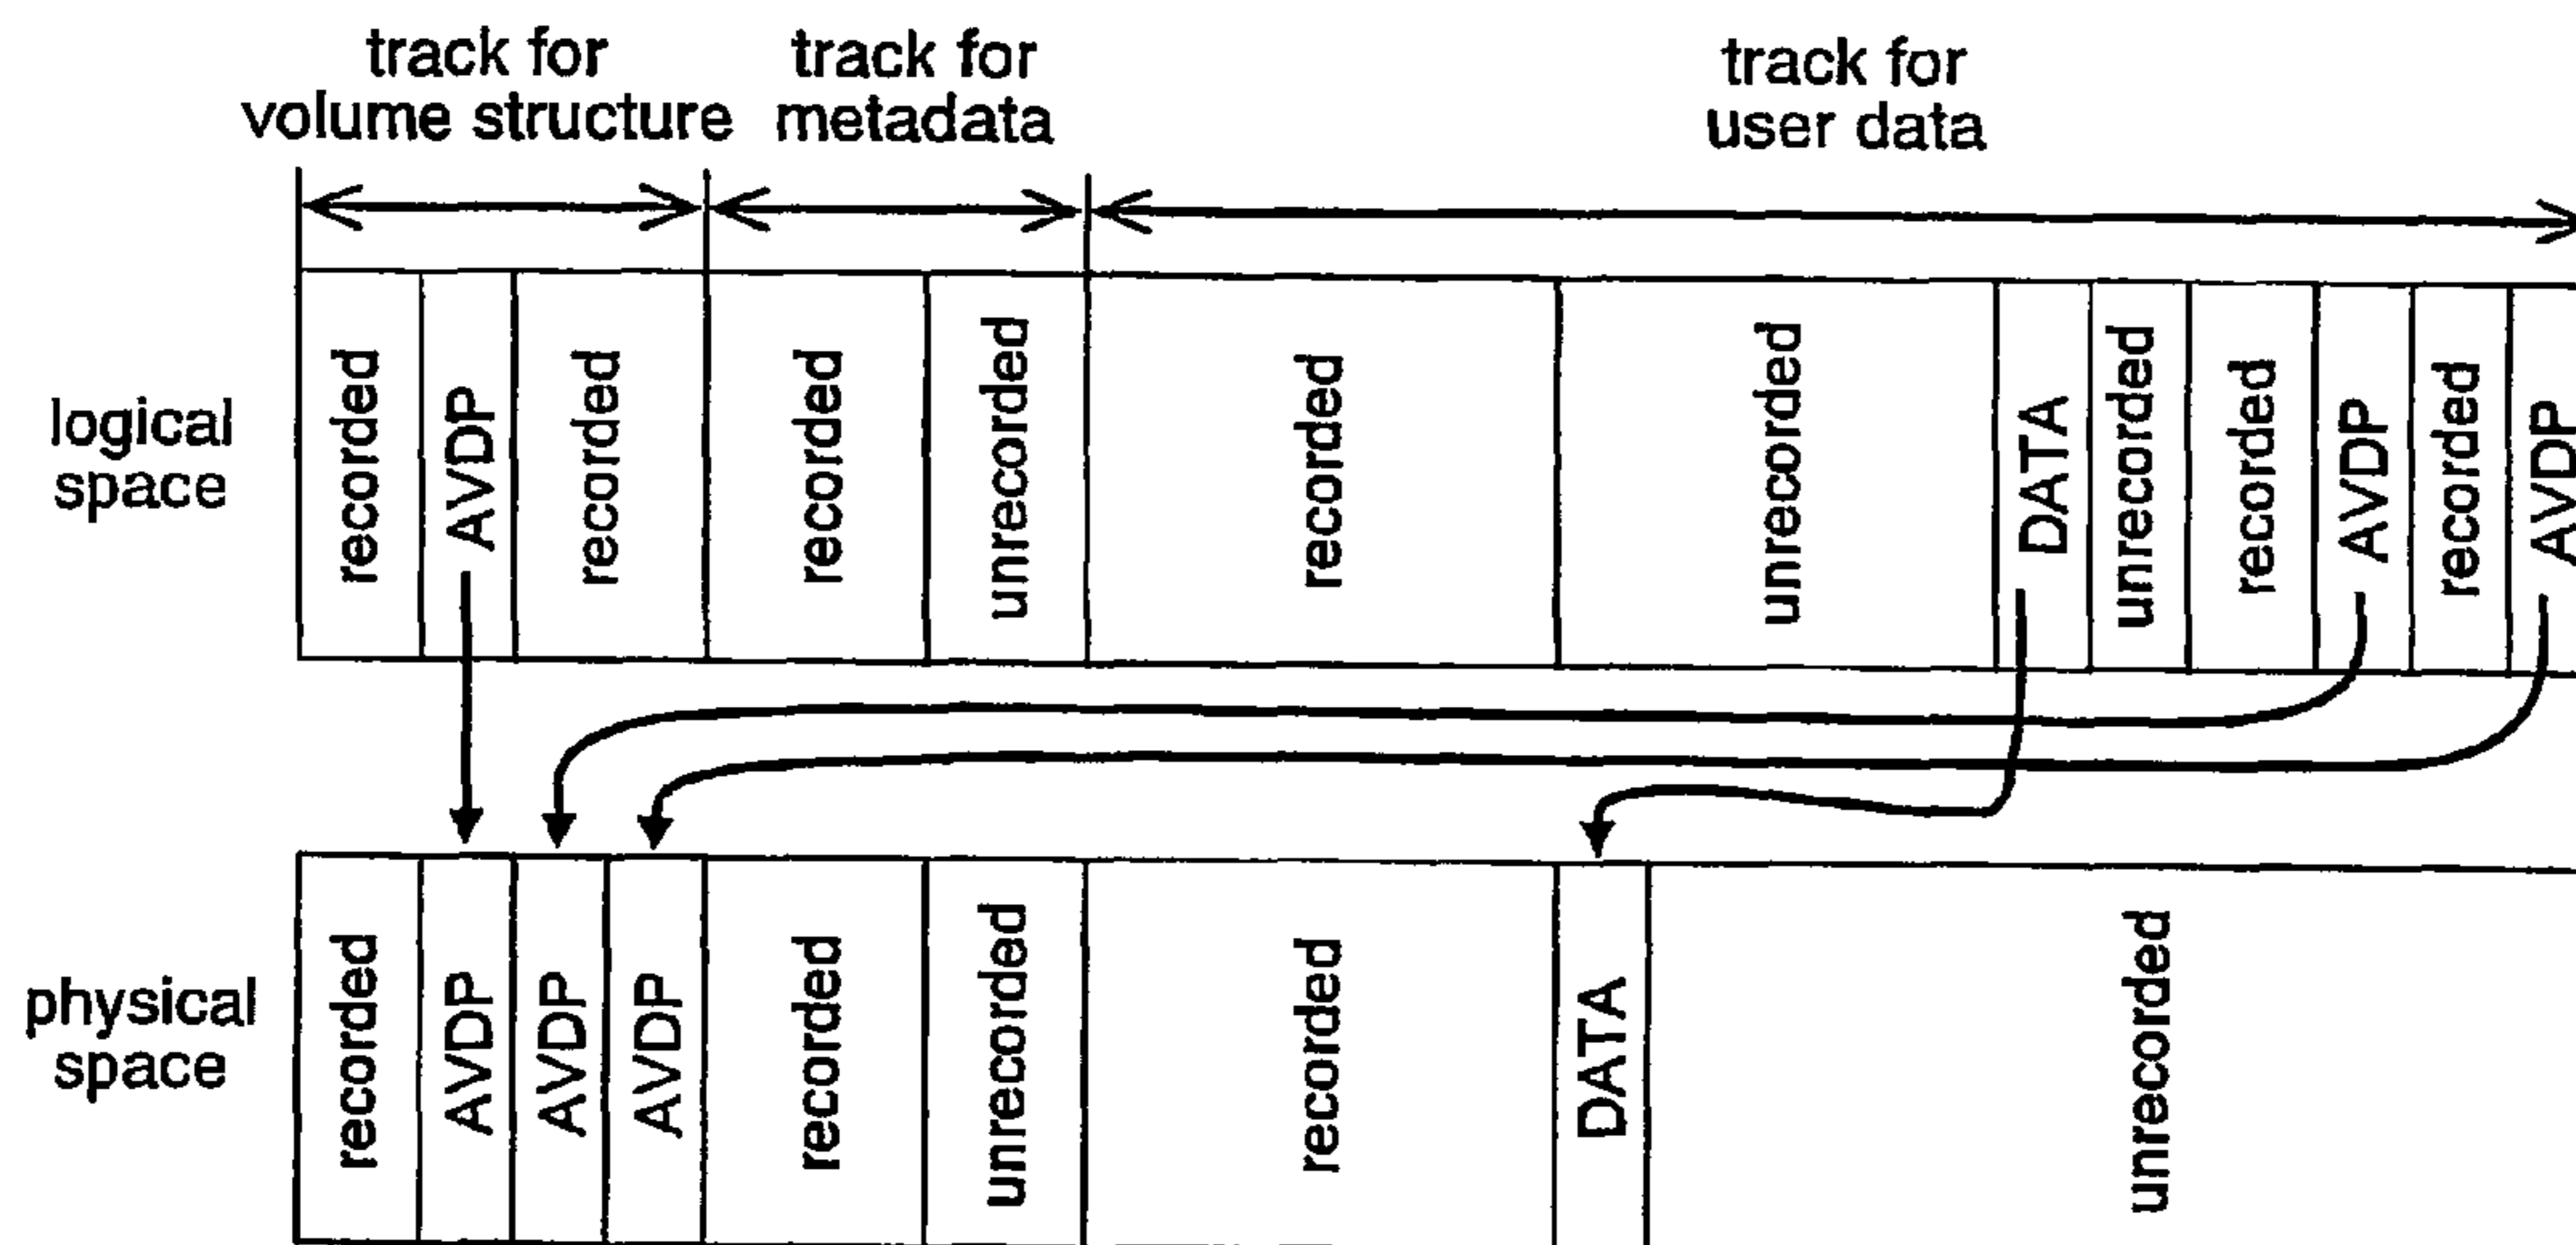 track for
volume structure
track for
metadata
track for
user data
logical
space
recorded
AVDP
recorded
recorded
unrecorded
recorded
unrecorded
DATA
unrecorded
recorded
AVDP
recorded
AVDP
physical
space
recorded
AVDP
AVDP
AVDP
recorded
unrecorded
recorded
DATA
unrecorded